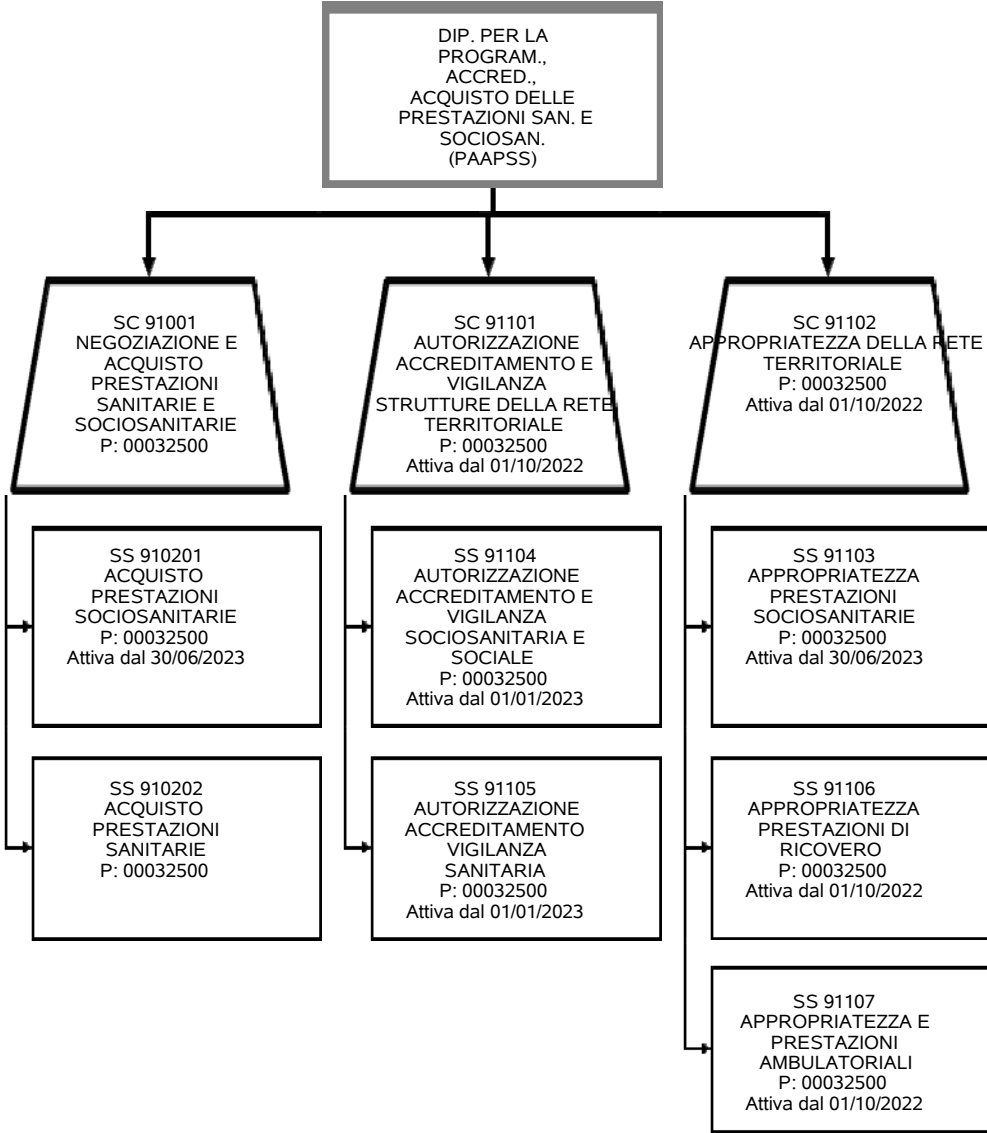 DIP. PER LA
PROGRAM.,
ACCRED.,
ACQUISTO DELLE
PRESTAZIONI SAN. E
SOCIOSAN.
(PAAPSS)
SC 91001
NEGOZIAZIONE E
ACQUISTO
PRESTAZIONI
SANITARIE E
SOCIOSANITARIE
P: 00032500
SC 91101
AUTORIZZAZIONE
ACCREDITAMENTO E
VIGILANZA
STRUTTURE DELLA RETE
TERRITORIALE
P: 00032500
Attiva dal 01/10/2022
SC 91102
APPROPRIATEZZA DELLA RETE
TERRITORIALE
P: 00032500
Attiva dal 01/10/2022
SS 910201
ACQUISTO
PRESTAZIONI
SOCIOSANITARIE
P: 00032500
Attiva dal 30/06/2023
SS 91104
AUTORIZZAZIONE
ACCREDITAMENTO E
VIGILANZA
SOCIOSANITARIA E
SOCIALE
P: 00032500
Attiva dal 01/01/2023
SS 91103
APPROPRIATEZZA
PRESTAZIONI
SOCIOSANITARIE
P: 00032500
Attiva dal 30/06/2023
SS 910202
ACQUISTO
PRESTAZIONI
SANITARIE
P: 00032500
SS 91105
AUTORIZZAZIONE
ACCREDITAMENTO
VIGILANZA
SANITARIA
P: 00032500
Attiva dal 01/01/2023
SS 91106
APPROPRIATEZZA
PRESTAZIONI DI
RICOVERO
P: 00032500
Attiva dal 01/10/2022
SS 91107
APPROPRIATEZZA E
PRESTAZIONI
AMBULATORIALI
P: 00032500
Attiva dal 01/10/2022